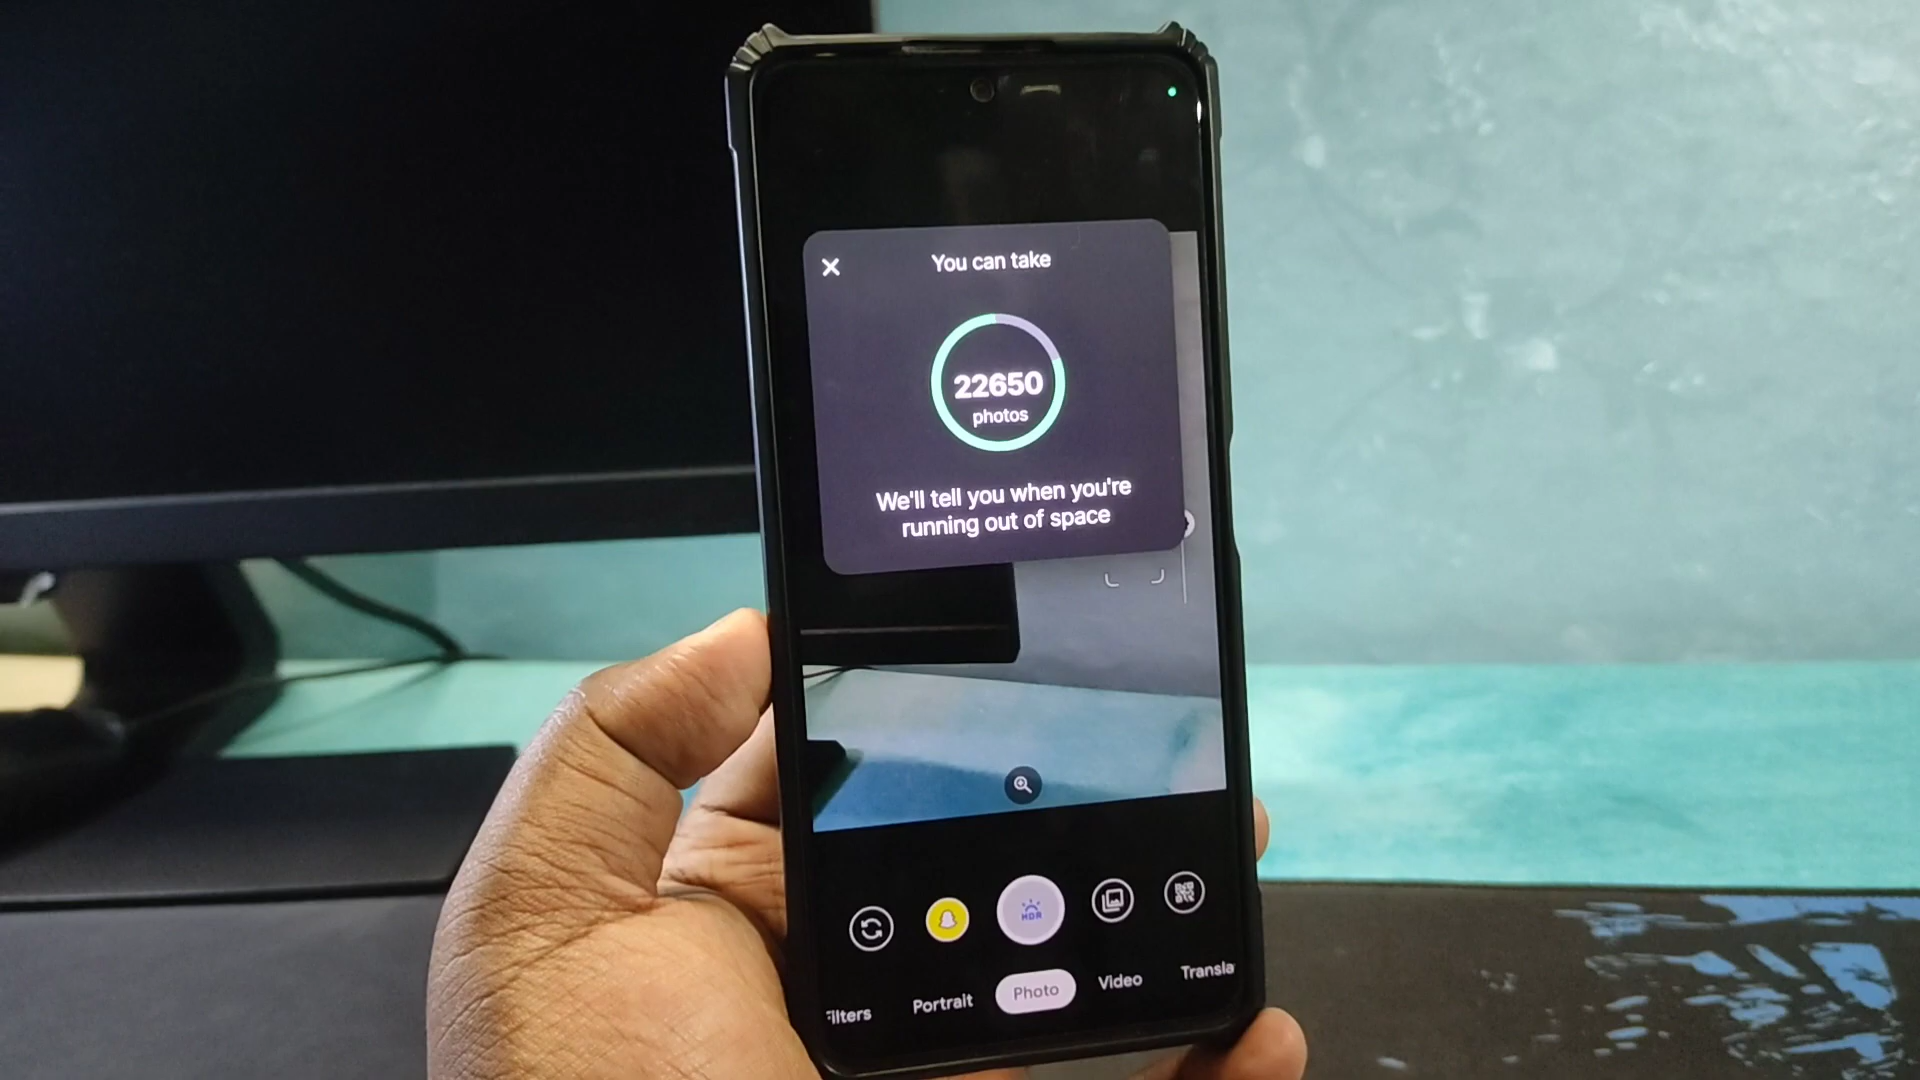 You can take
22650
photos
We'll tell you when you're
running out of space
HDR
Filters
Portrait
Photo
Video
Transla